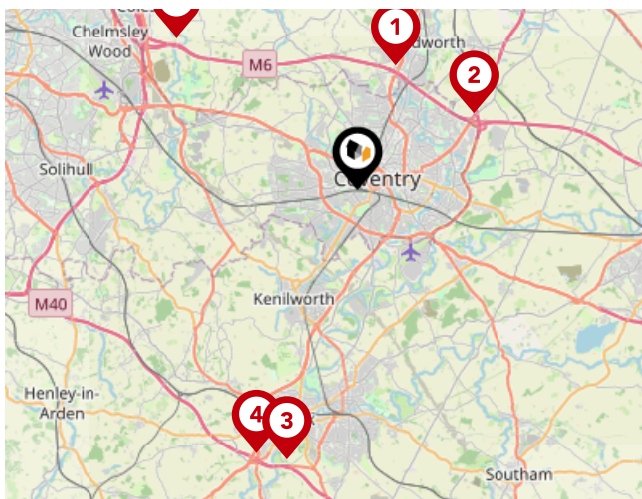 Chelmsley
Wood
1
M6
2
Solihull
Coventry
M40
Kenilworth
Henley-in-
Arden
4
3
Southam